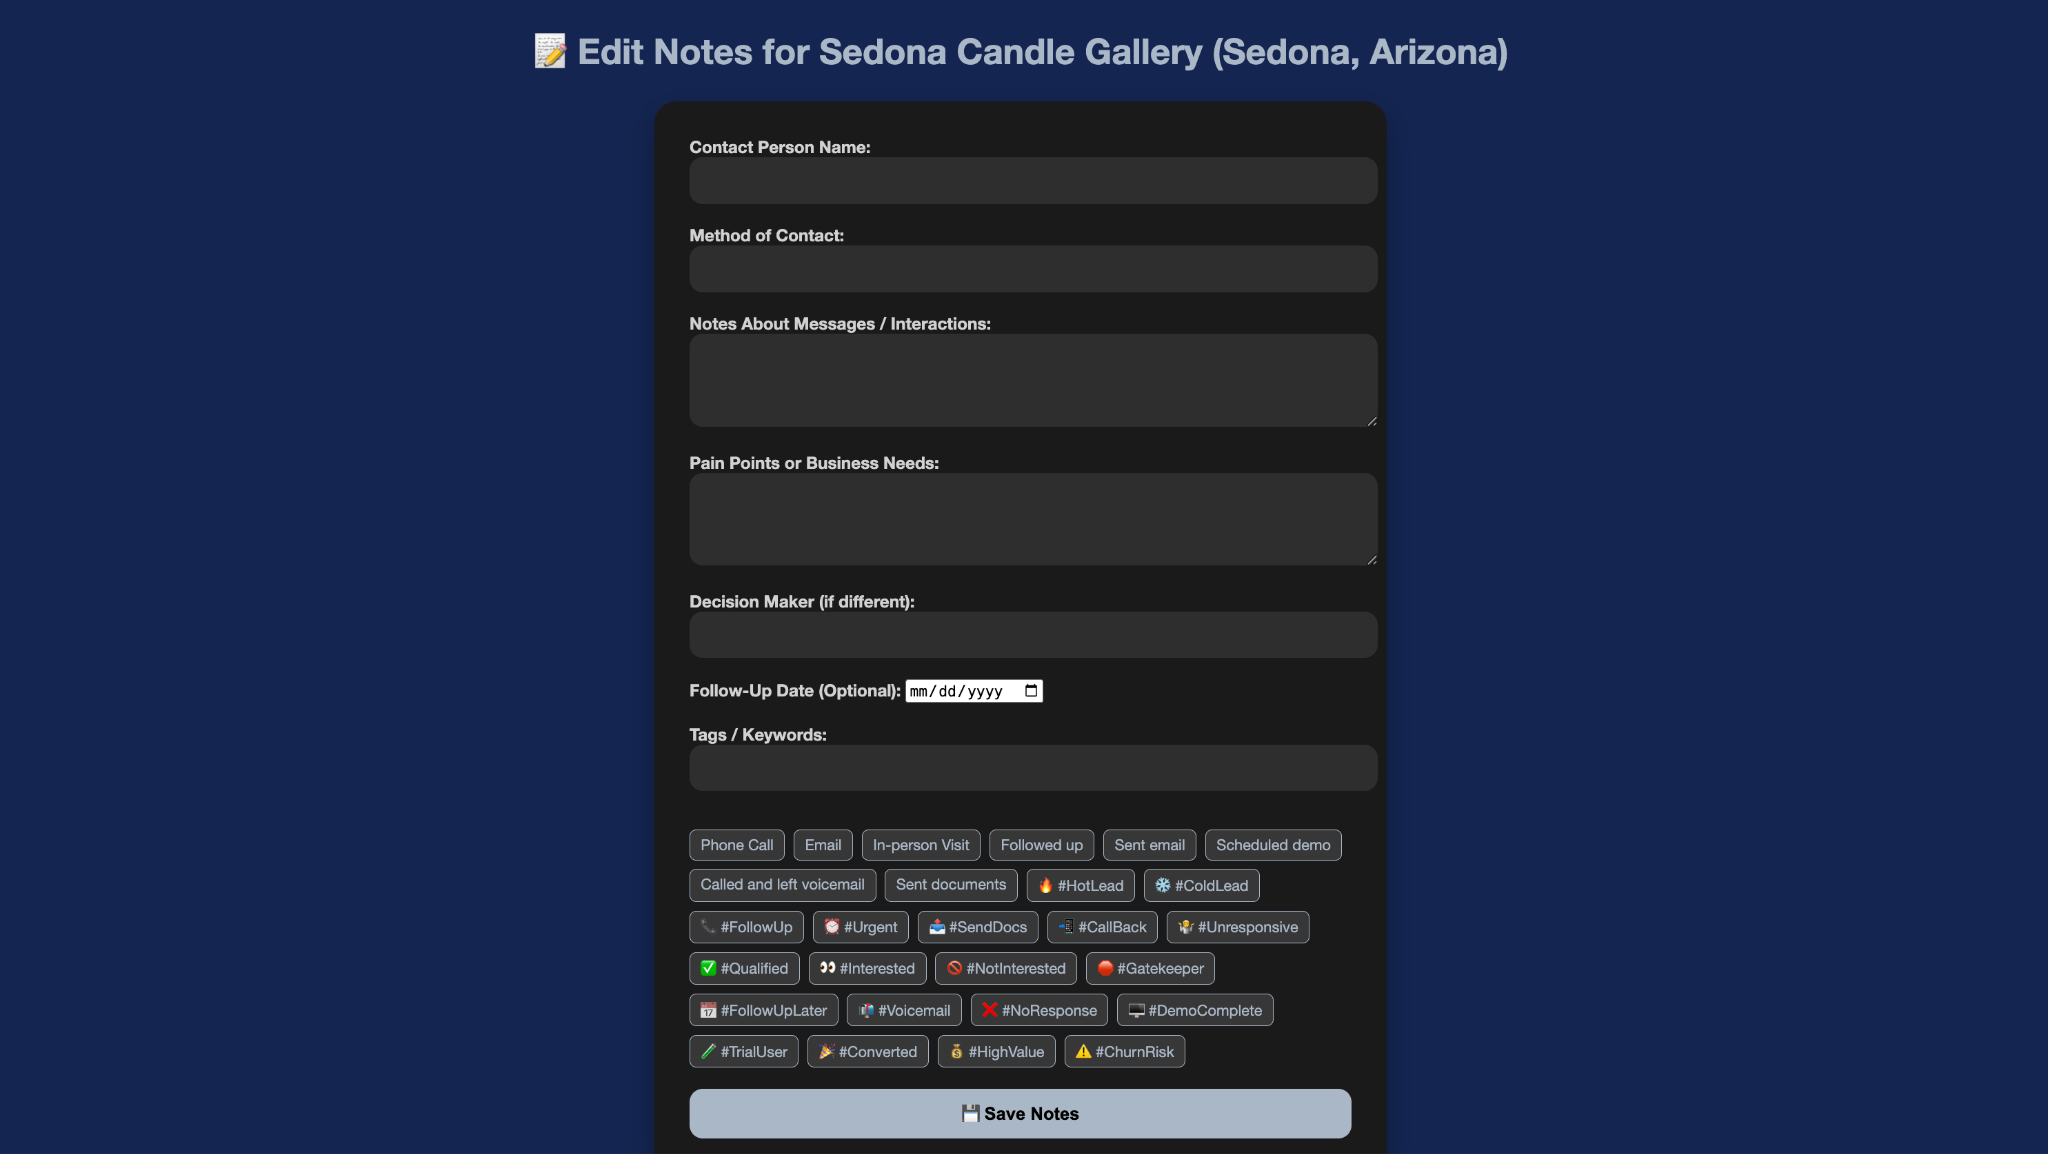 📝 Edit Notes for Sedona Candle Gallery (Sedona, Arizona)
Contact Person Name:
Method of Contact:
Notes About Messages / Interactions:
Pain Points or Business Needs:
Decision Maker (if different):
Follow-Up Date (Optional): mm/dd/yyyy
Tags / Keywords:
Phone Call Email In-person Visit Followed up Sent email Scheduled demo
Called and left voicemail Sent documents 🔥 #HotLead ❄️ #ColdLead
📞 #FollowUp ⏰ #Urgent 📤 #SendDocs 📲 #CallBack 🤷 #Unresponsive
✅ #Qualified 👀 #Interested 🚫 #NotInterested 🛑 #Gatekeeper
📅 #FollowUpLater 📬 #Voicemail ❌ #NoResponse 🖥️ #DemoComplete
🧪 #TrialUser 🎉 #Converted 💰 #HighValue ⚠️ #ChurnRisk
💾 Save Notes